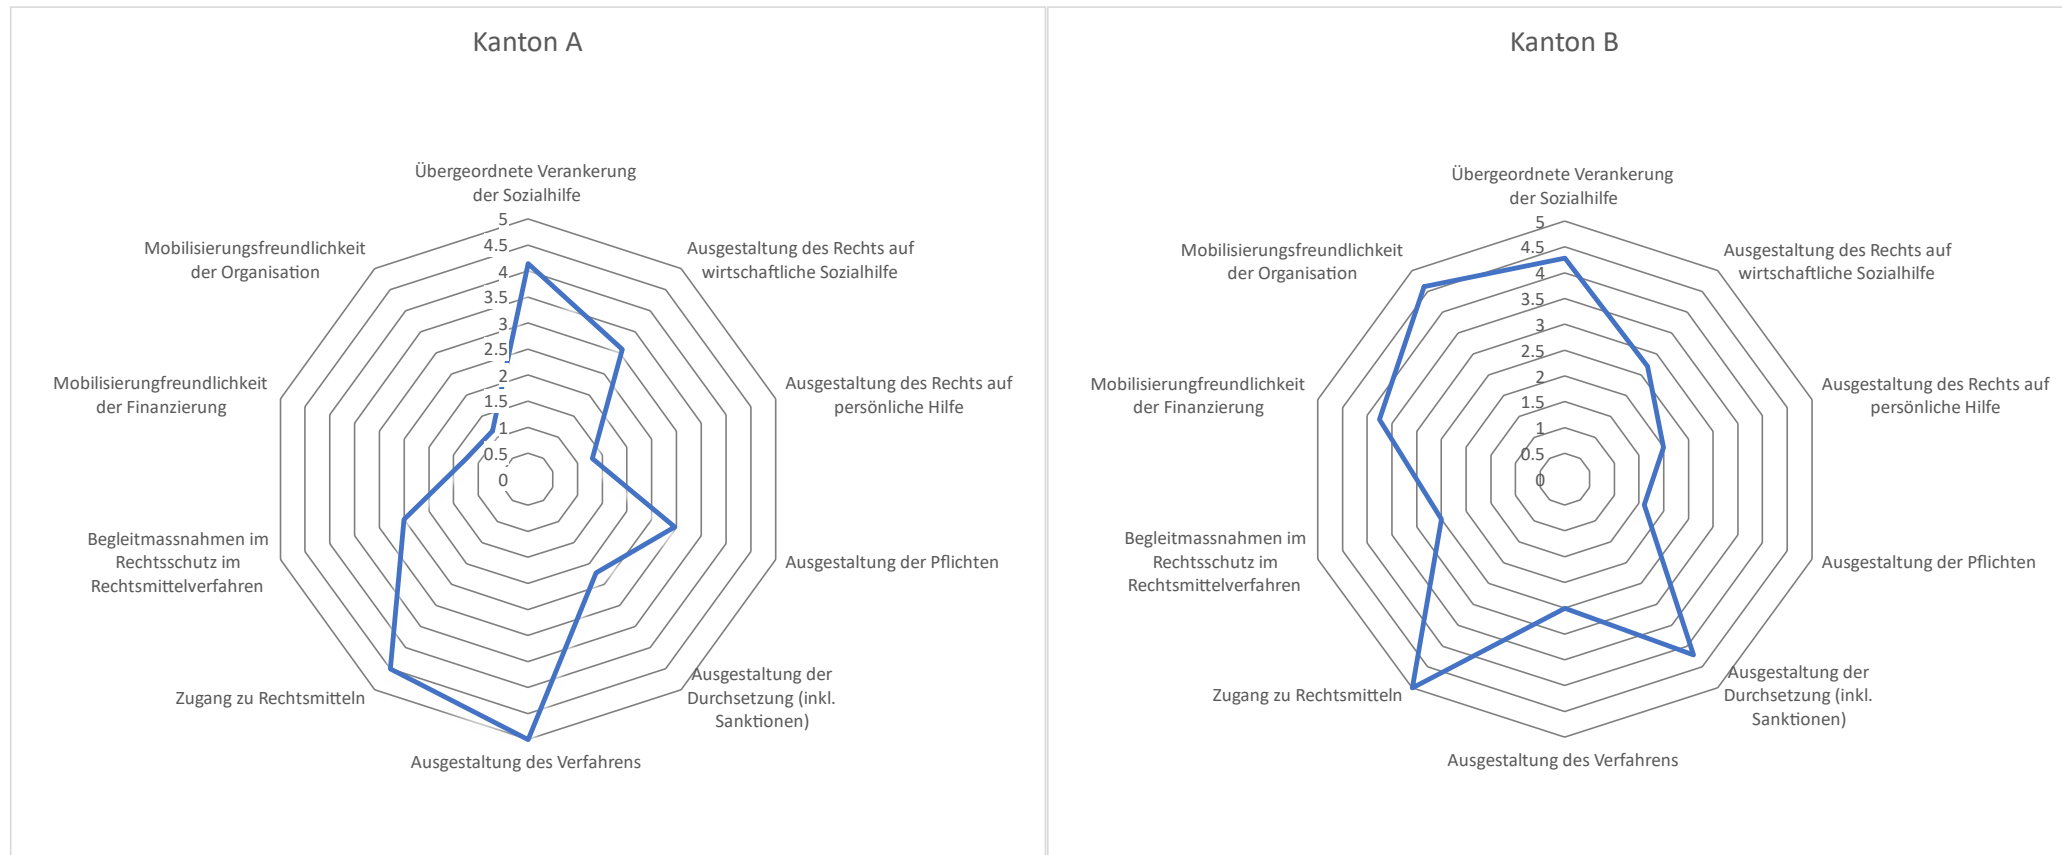 Kanton A
Übergeordnete Verankerung
der Sozialhilfe
Ausgestaltung des Rechts auf
wirtschaftliche Sozialhilfe
Ausgestaltung des Rechts auf
persönliche Hilfe
Ausgestaltung der Pflichten
Ausgestaltung der
Durchsetzung (inkl.
Sanktionen)
Ausgestaltung des Verfahrens
Zugang zu Rechtsmitteln
Begleitmassnahmen im
Rechtsschutz im
Rechtsmittelverfahren
Mobilisierungfreundlichkeit
der Finanzierung
Mobilisierungsfreundlichkeit
der Organisation
5
4.5
4
3.5
3
2.5
2
1.5
1
0.5
0
Kanton B
Übergeordnete Verankerung
der Sozialhilfe
Ausgestaltung des Rechts auf
wirtschaftliche Sozialhilfe
Ausgestaltung des Rechts auf
persönliche Hilfe
Ausgestaltung der Pflichten
Ausgestaltung der
Durchsetzung (inkl.
Sanktionen)
Ausgestaltung des Verfahrens
Zugang zu Rechtsmitteln
Begleitmassnahmen im
Rechtsschutz im
Rechtsmittelverfahren
Mobilisierungfreundlichkeit
der Finanzierung
Mobilisierungsfreundlichkeit
der Organisation
5
4.5
4
3.5
3
2.5
2
1.5
1
0.5
0